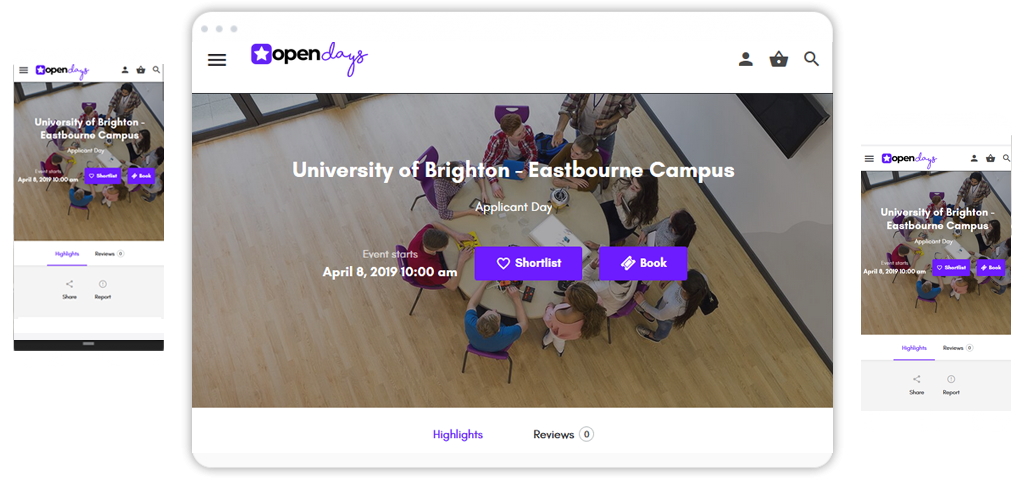 opendays
University of Brighton -
Eastbourne Campus
Applicant Day
Event starts
April 8, 2019 10:00 am
Shortlist
Book
Highlights
Reviews 0
Share
Report
opendays
University of Brighton - Eastbourne Campus
Applicant Day
Event starts
April 8, 2019 10:00 am
Shortlist
Book
Highlights
Reviews 0
opendays
University of Brighton -
Eastbourne Campus
Applicant Day
Event starts
April 8, 2019 10:00 am
Shortlist
Book
Highlights
Reviews 0
Share
Report